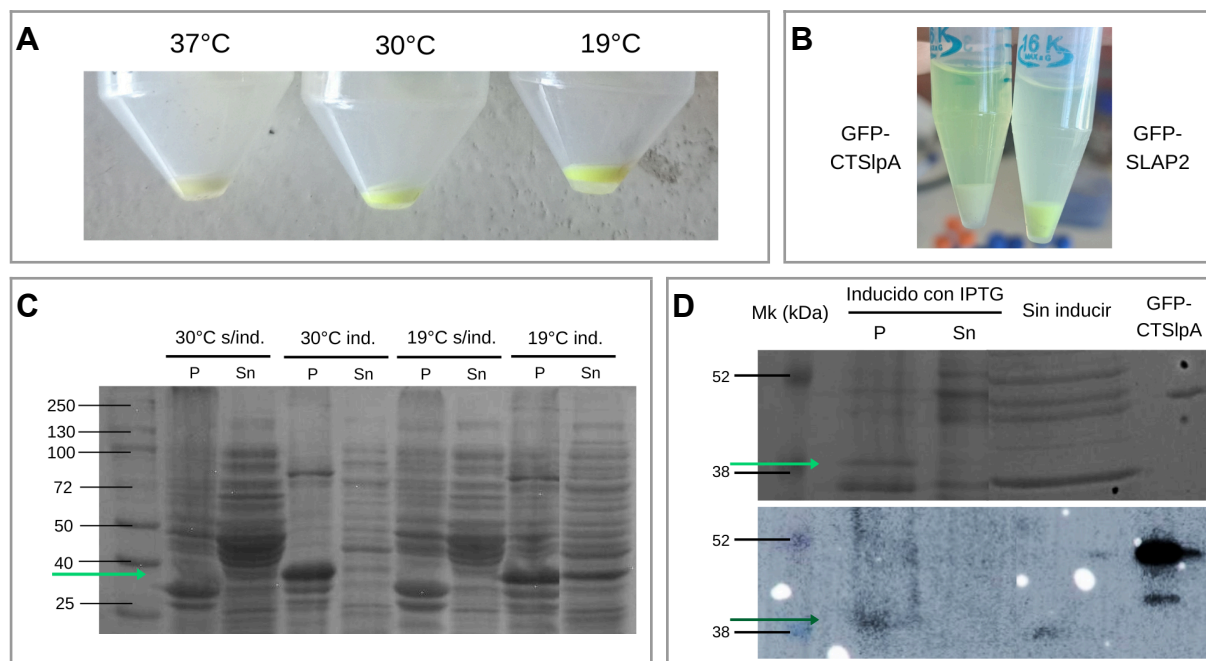 A
37°C 30°C 19°C
B
16 K
GFP-
CTSlpA
GFP-
SLAP2
C
30°C s/ind. 30°C ind. 19°C s/ind. 19°C ind.
P Sn P Sn P Sn P Sn
250
130
100
72
50
40
25
D
Mk (kDa)
Inducido con IPTG
P Sn
Sin inducir
GFP-
CTSlpA
52
38
52
38